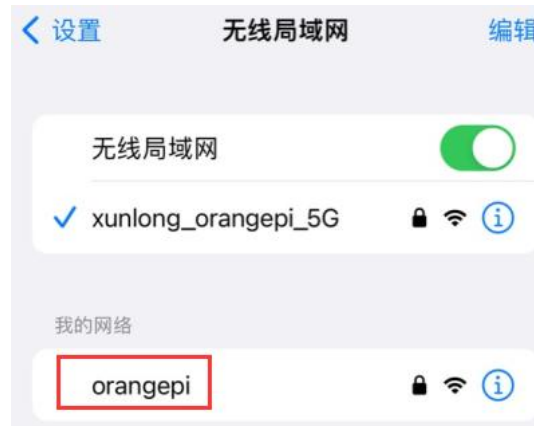 设置 无线局域网 编辑
无线局域网
xunlong_orangepi_5G
我的网络
orangepi